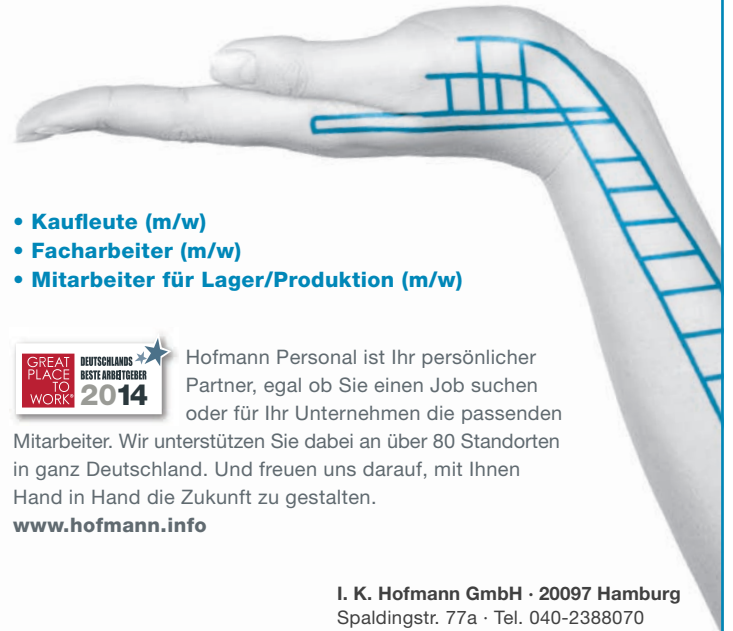 • Kaufleute (m/w)
• Facharbeiter (m/w)
• Mitarbeiter für Lager/Produktion (m/w)
GREAT
PLACE
TO
WORK®
DEUTSCHLANDS
BESTE ARBEITGEBER
2014
Hofmann Personal ist Ihr persönlicher
Partner, egal ob Sie einen Job suchen
oder für Ihr Unternehmen die passenden
Mitarbeiter. Wir unterstützen Sie dabei an über 80 Standorten
in ganz Deutschland. Und freuen uns darauf, mit Ihnen
Hand in Hand die Zukunft zu gestalten.
www.hofmann.info
I. K. Hofmann GmbH · 20097 Hamburg
Spaldingstr. 77a · Tel. 040-2388070